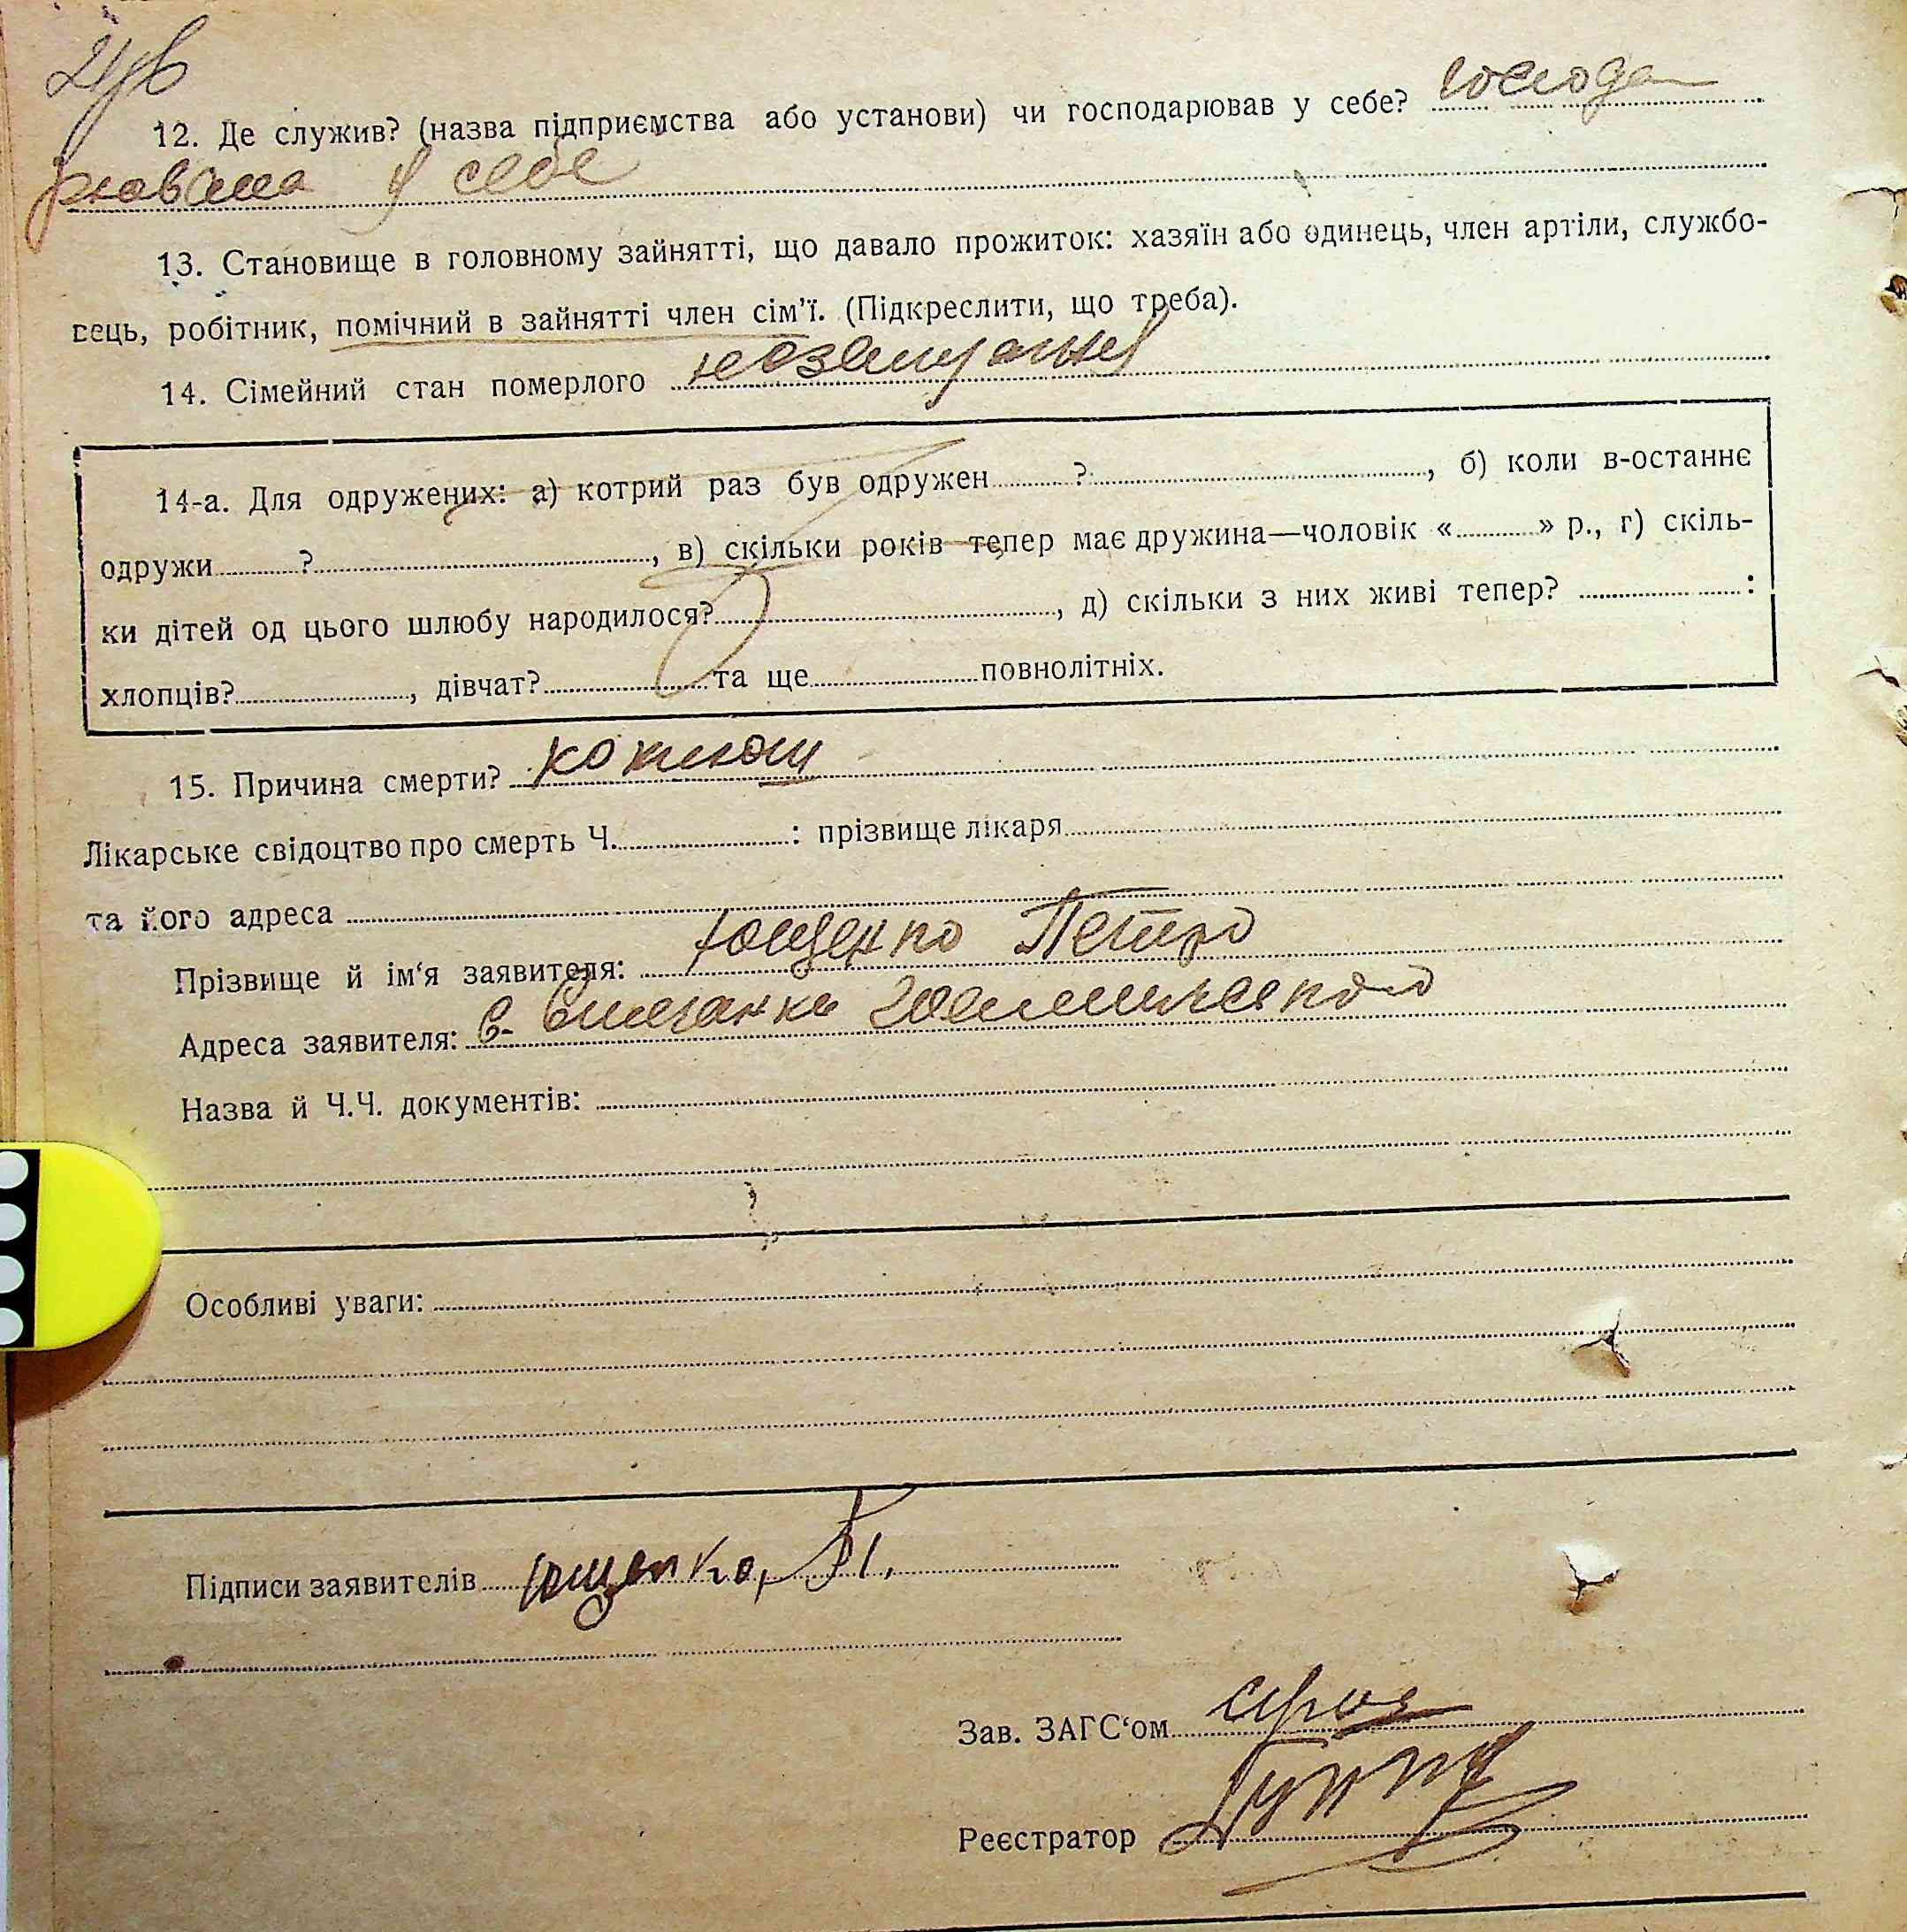 12. Де служив? (назва підприємства або установи) чи господарював у себе? господа
рювала у себе
13. Становище в головному зайнятті, що давало прожиток: хазяїн або одинець, член артіли, службо-
вець, робітник, помічний в зайнятті член сім'ї. (Підкреслити, що треба).
14. Сімейний стан померлого незамужня
14-а. Для одружених: а) котрий раз був одружен ? , б) коли в-останнє
одружи ? , в) скільки років тепер має дружина—чоловік « » р., г) скіль-
ки дітей од цього шлюбу народилося? , д) скільки з них живі тепер? :
хлопців? , дівчат? та ще повнолітніх.
15. Причина смерти? коклюш
Лікарське свідоцтво про смерть Ч. : прізвище лікаря
та його адреса
Прізвище й ім'я заявителя: Ющенко Петро
Адреса заявителя: с.
Назва й Ч.Ч. документів:
Особливі уваги:
Підписи заявителів Ющенко, П.
Зав. ЗАГС'ом
Реєстратор